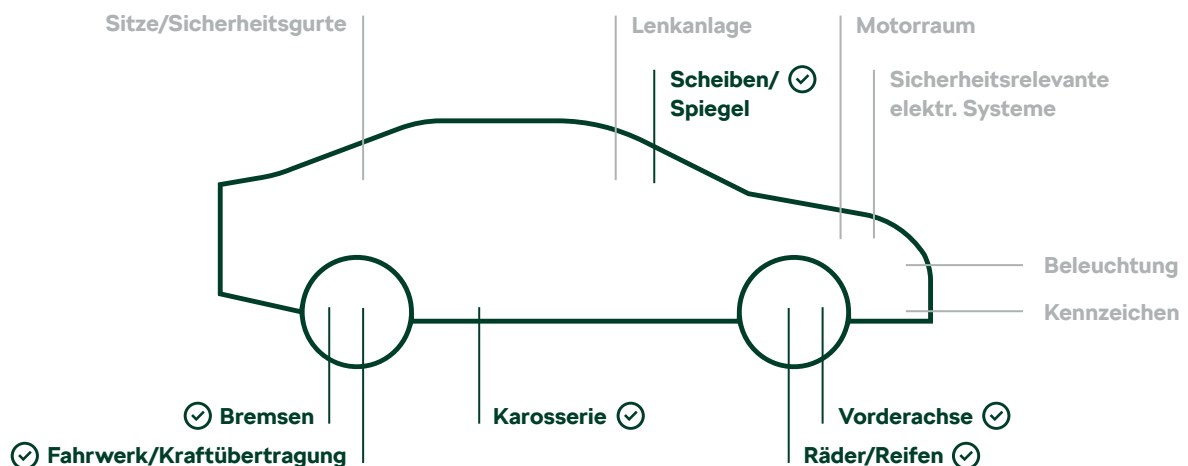 Sitze/Sicherheitsgurte
Lenkanlage
Motorraum
Scheiben/
Spiegel
Sicherheitsrelevante
elektr. Systeme
Beleuchtung
Kennzeichen
Bremsen
Karosserie
Vorderachse
Fahrwerk/Kraftübertragung
Räder/Reifen